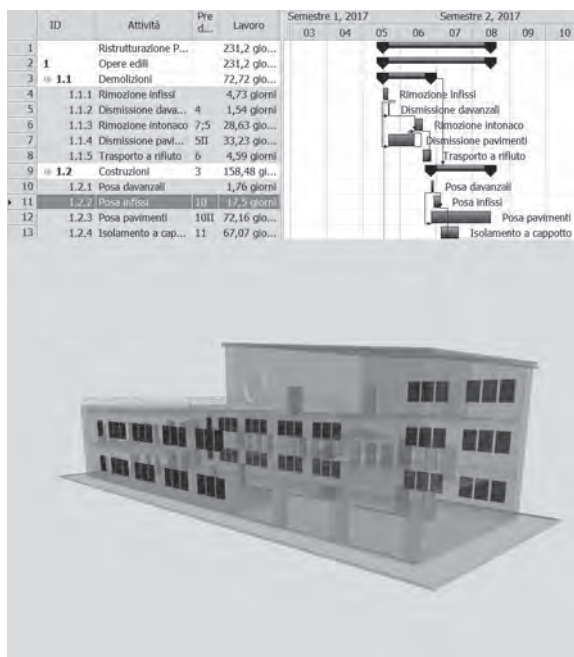 ID Attività Pre d... Lavoro Semestre 1, 2017 Semestre 2, 2017
03 04 05 06 07 08 09 10
1 Ristrutturazione P... 231,2 gio...
2 1 Opere edili 231,2 gio...
3 1.1 Demolizioni 72,72 gio...
4 1.1.1 Rimozione infissi 4,73 giorni Rimozione infissi
5 1.1.2 Dismissione dava... 4 1,54 giorni Dismissione davanzali
6 1.1.3 Rimozione intonaco 7;5 28,63 gio... Rimozione intonaco
7 1.1.4 Dismissione pavi... 5II 33,23 gio... Dismissione pavimenti
8 1.1.5 Trasporto a rifiuto 6 4,59 giorni Trasporto a rifiuto
9 1.2 Costruzioni 3 158,48 gi...
10 1.2.1 Posa davanzali 1,76 giorni Posa davanzali
11 1.2.2 Posa infissi 10 17,5 giorni Posa infissi
12 1.2.3 Posa pavimenti 10II 72,16 gio... Posa pavimenti
13 1.2.4 Isolamento a cap... 11 67,07 gio... Isolamento a cappotto